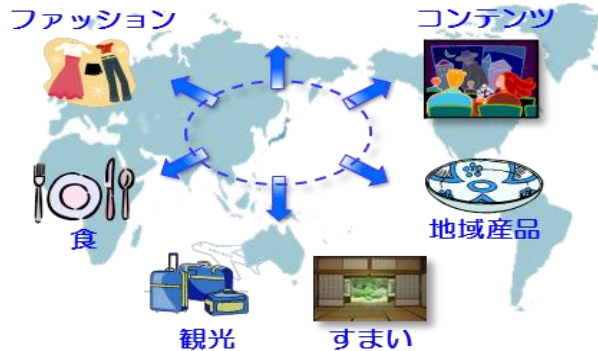 ファッション
コンテンツ
食
地域産品
観光
すまい